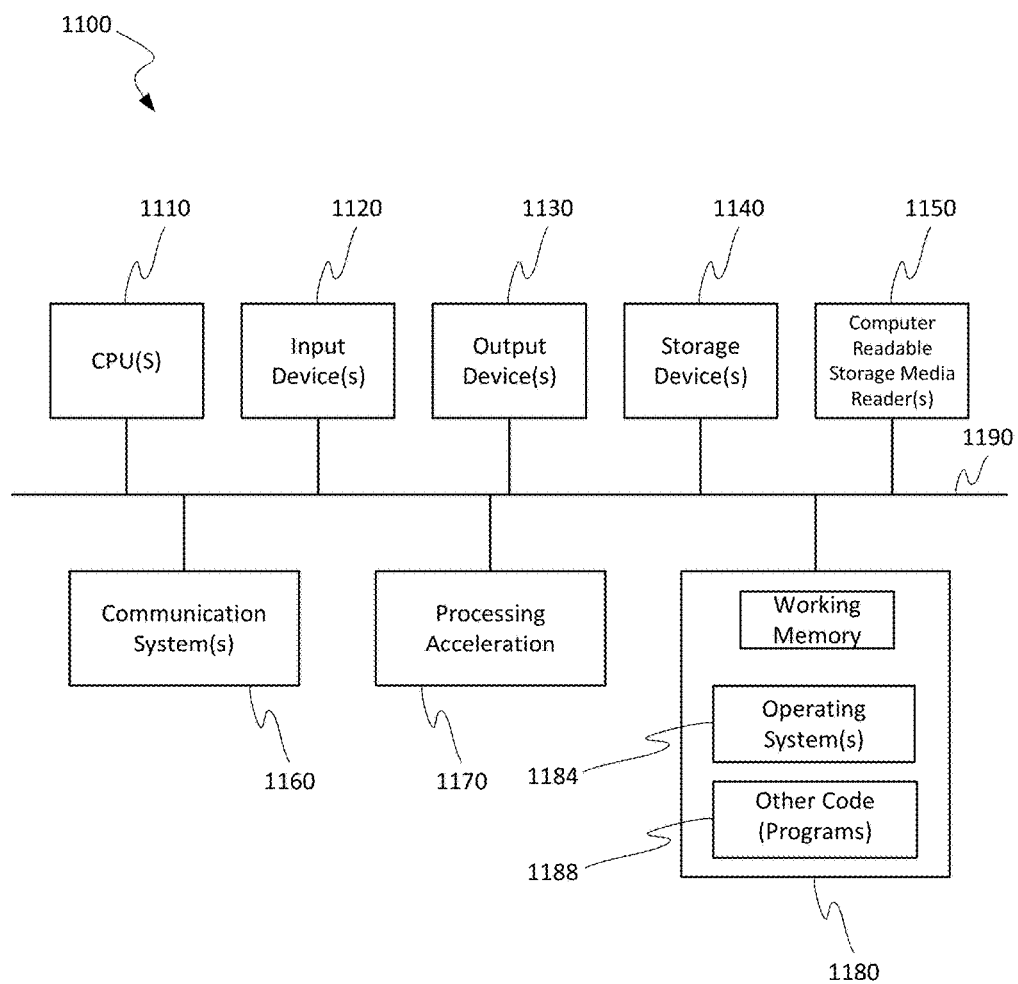 1100
1110
1120
1130
1140
1150
CPU(S)
Input
Device(s)
Output
Device(s)
Storage
Device(s)
Computer
Readable
Storage Media
Reader(s)
1190
Communication
System(s)
Processing
Acceleration
Working
Memory
Operating
System(s)
Other Code
(Programs)
1160
1170
1184
1188
1180